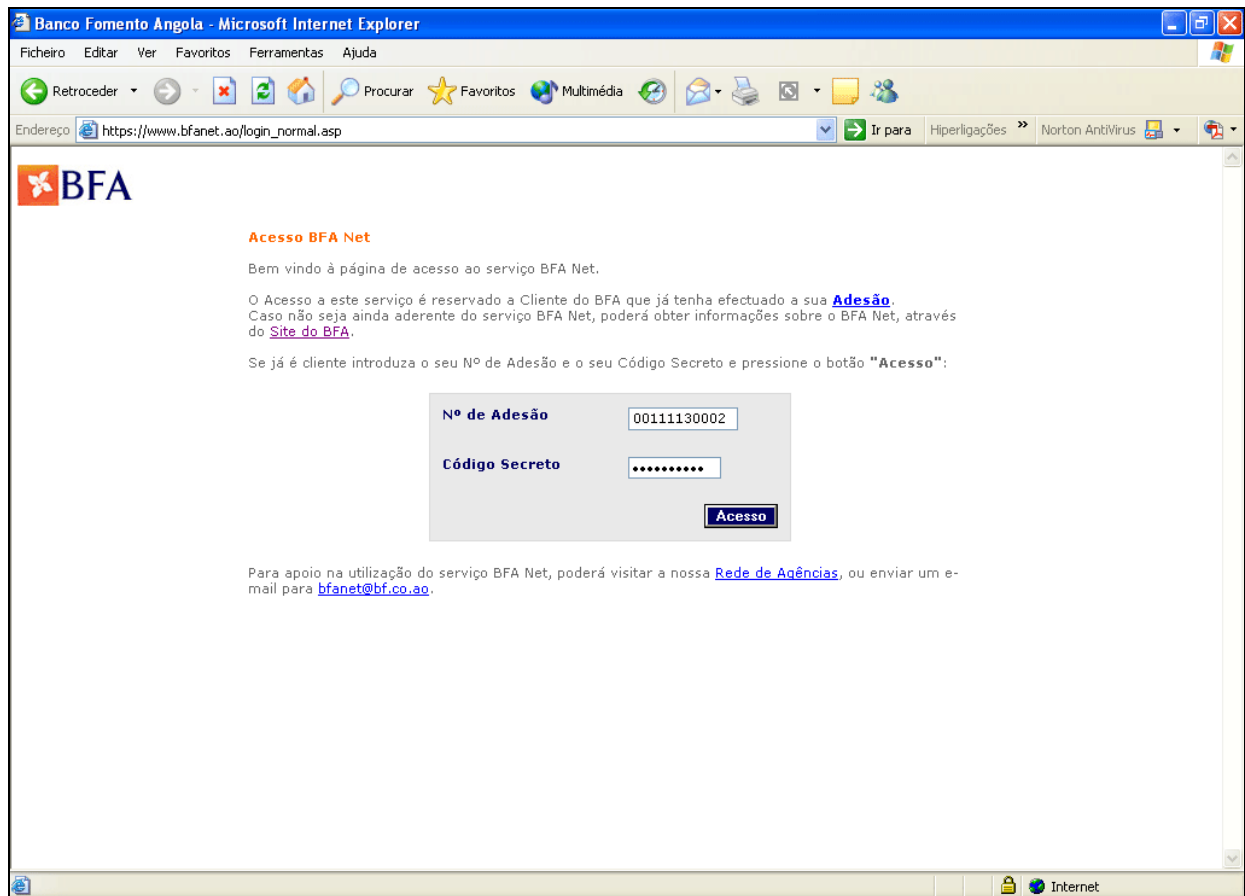 Banco Fomento Angola - Microsoft Internet Explorer
Ficheiro Editar Ver Favoritos Ferramentas Ajuda
Retroceder Procurar Favoritos Multimédia
Endereço https://www.bfanet.ao/login_normal.asp Ir para Hiperligações » Norton AntiVirus
BFA
Acesso BFA Net
Bem vindo à página de acesso ao serviço BFA Net.
O Acesso a este serviço é reservado a Cliente do BFA que já tenha efectuado a sua Adesão.
Caso não seja ainda aderente do serviço BFA Net, poderá obter informações sobre o BFA Net, através
do Site do BFA.
Se já é cliente introduza o seu Nº de Adesão e o seu Código Secreto e pressione o botão "Acesso":
Nº de Adesão 00111130002
Código Secreto ••••••••••
Acesso
Para apoio na utilização do serviço BFA Net, poderá visitar a nossa Rede de Agências, ou enviar um e-
mail para bfanet@bf.co.ao.
Internet